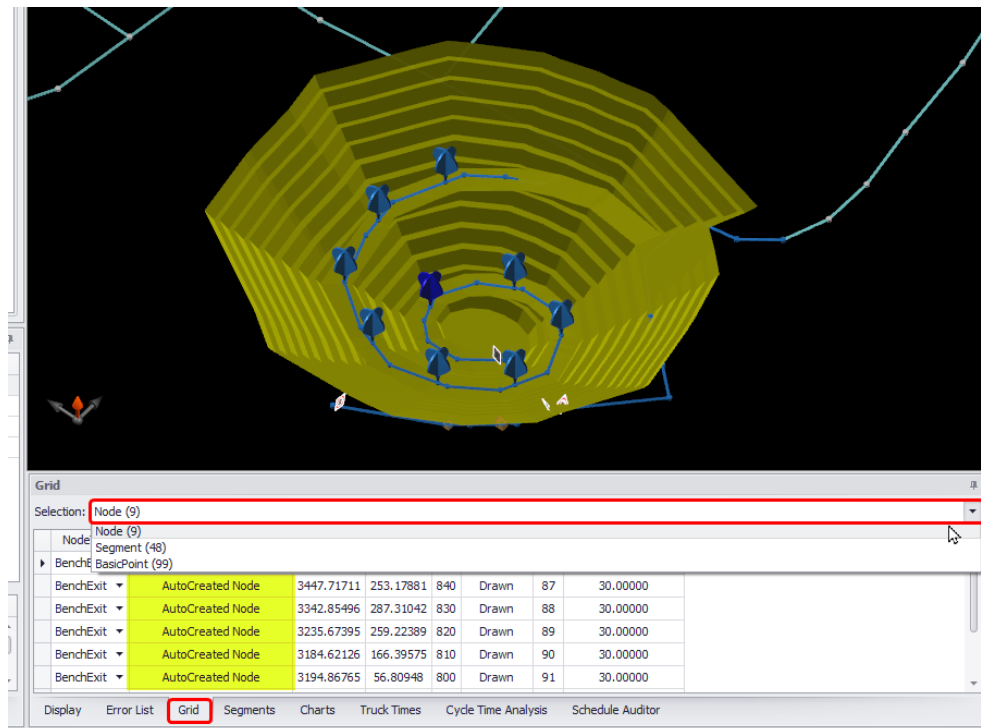 Grid
Selection: Node (9)
Node
Node (9)
Segment (48)
BasicPoint (99)
BenchExit AutoCreated Node 3447.71711 253.17881 840 Drawn 87 30.00000
BenchExit AutoCreated Node 3342.85496 287.31042 830 Drawn 88 30.00000
BenchExit AutoCreated Node 3235.67395 259.22389 820 Drawn 89 30.00000
BenchExit AutoCreated Node 3184.62126 166.39575 810 Drawn 90 30.00000
BenchExit AutoCreated Node 3194.86765 56.80948 800 Drawn 91 30.00000
Display Error List Grid Segments Charts Truck Times Cycle Time Analysis Schedule Auditor